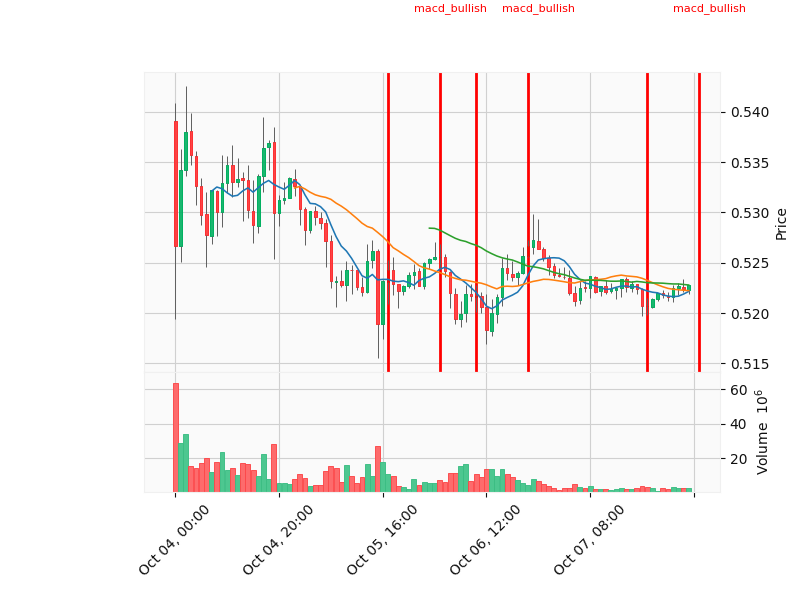 macd_bullish macd_bullish macd_bullish
0.540
0.535
0.530
0.525
0.520
0.515
Price
60
40
20
Volume 10^6
Oct 04, 00:00
Oct 04, 20:00
Oct 05, 16:00
Oct 06, 12:00
Oct 07, 08:00